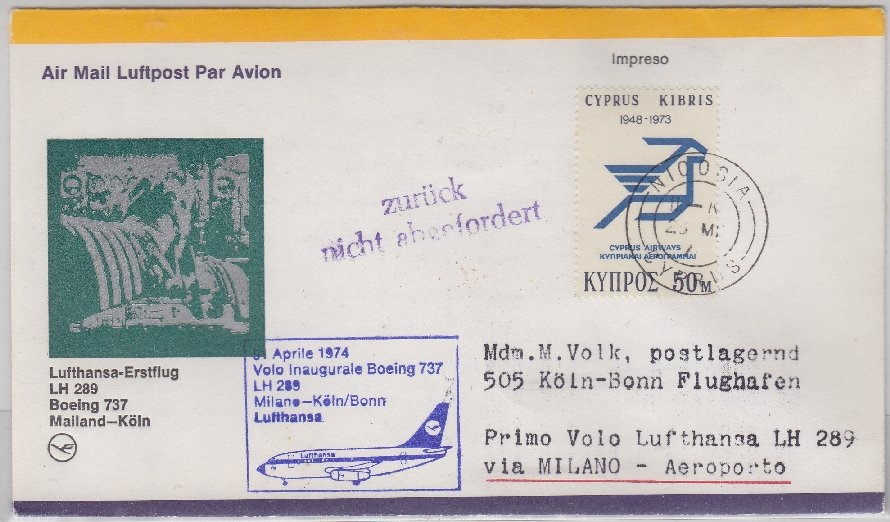 Air Mail Luftpost Par Avion
Impreso
CYPRUS KIBRIS
1948-1973
CYPRUS AIRWAYS
ΚΥΠΡΙΑΚΑΙ ΑΕΡΟΓΡΑΜΜΑΙ
ΚΥΠΡΟΣ 50M
NICOSIA
CYPRUS
zurück
nicht abgefordert
Lufthansa-Erstflug
LH 289
Boeing 737
Mailand–Köln
Aprile 1974
Volo Inaugurale Boeing 737
LH 289
Milano–Köln/Bonn
Lufthansa
Lufthansa
Mdm.M.Volk, postlagernd
505 Köln-Bonn Flughafen
Primo Volo Lufthansa LH 289
via MILANO - Aeroporto